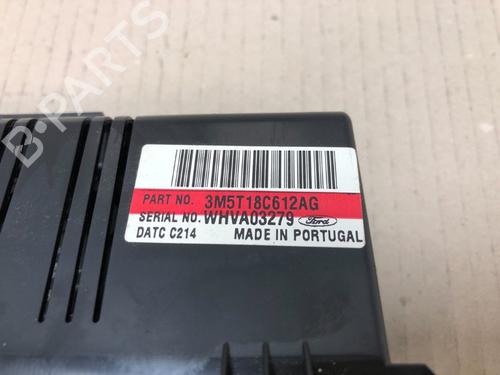 B-PARTS
PART NO. 3M5T18C612AG
SERIAL NO. WHVA03279 Ford
DATC C214 MADE IN PORTUGAL